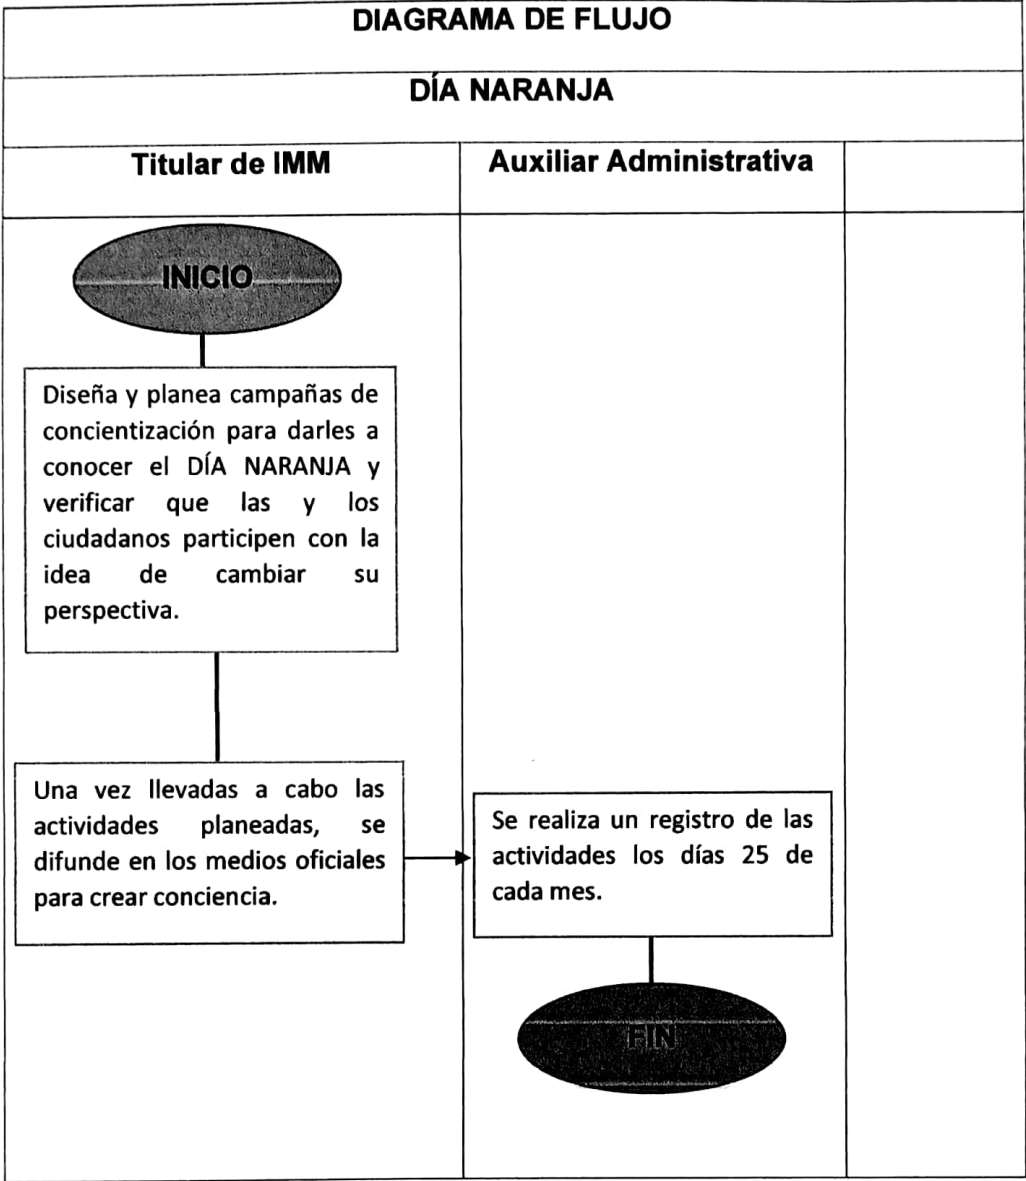 DIAGRAMA DE FLUJO
DÍA NARANJA
Titular de IMM
Auxiliar Administrativa
INICIO
Diseña y planea campañas de
concientización para darles a
conocer el DÍA NARANJA y
verificar que las y los
ciudadanos participen con la
idea de cambiar su
perspectiva.
Una vez llevadas a cabo las
actividades planeadas, se
difunde en los medios oficiales
para crear conciencia.
Se realiza un registro de las
actividades los días 25 de
cada mes.
FIN